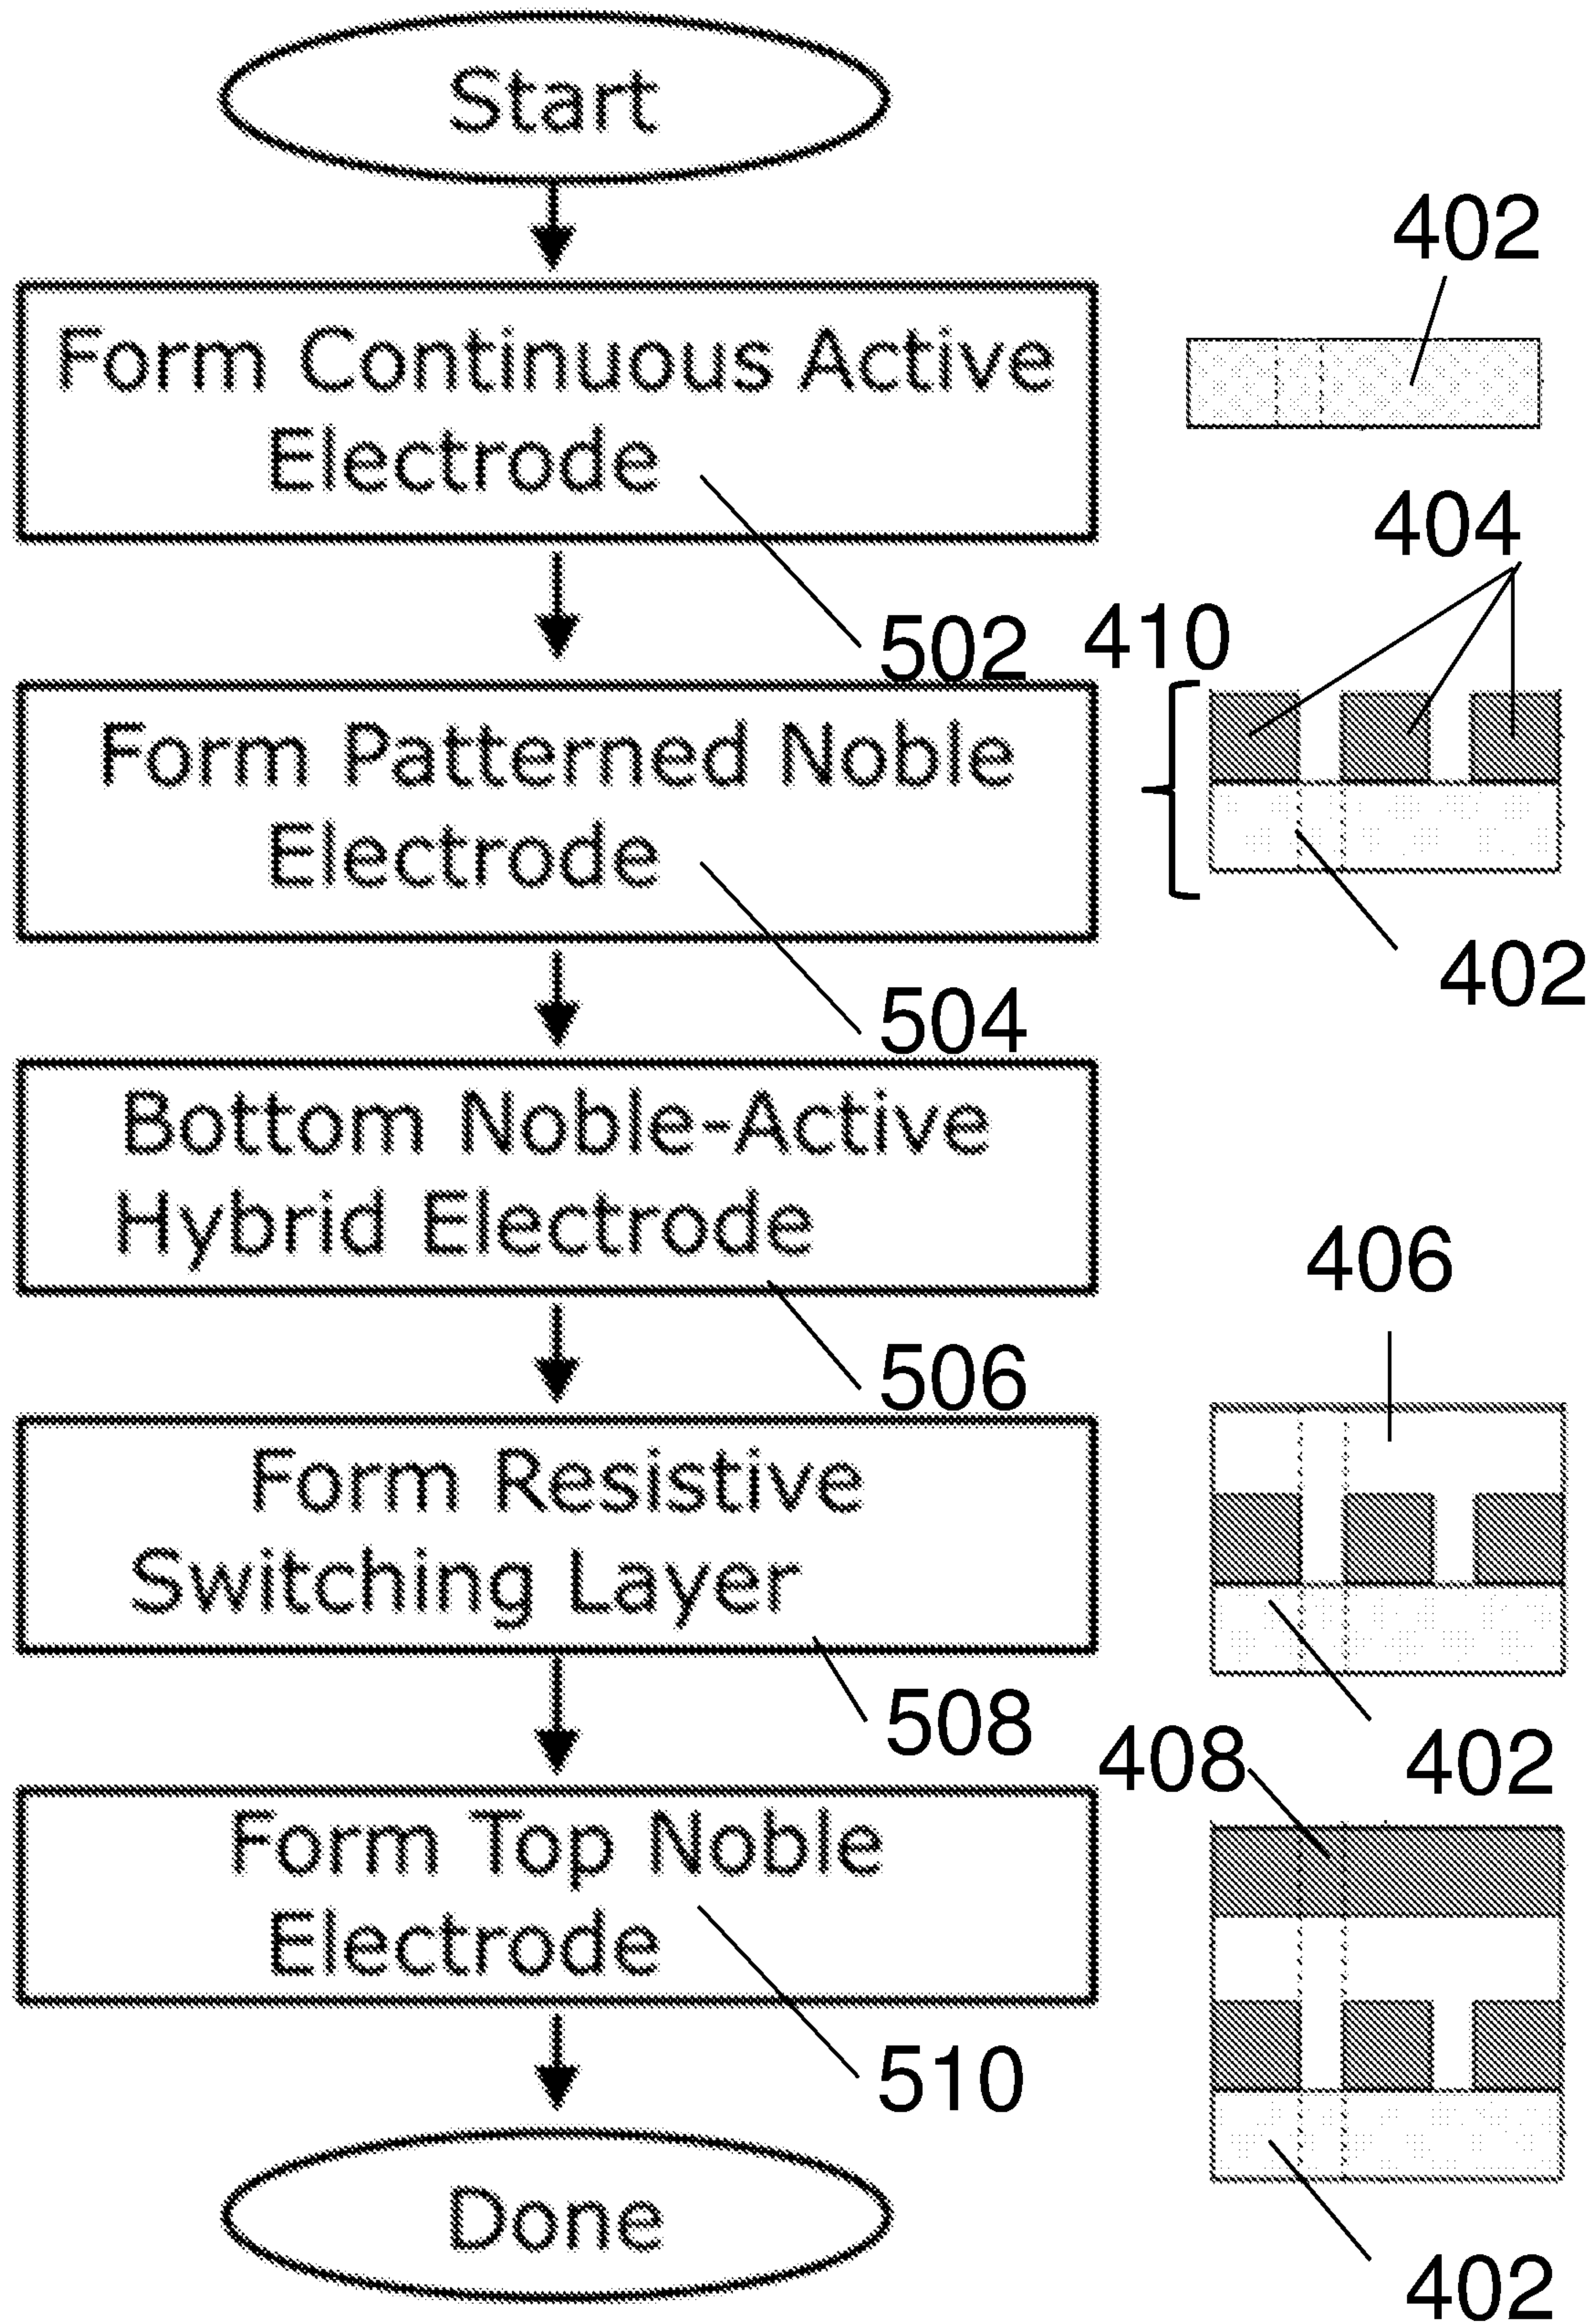 Start
402
Form Continuous Active
Electrode
404
502
410
Form Patterned Noble
Electrode
402
504
Bottom Noble-Active
Hybrid Electrode
406
506
Form Resistive
Switching Layer
508
408
402
Form Top Noble
Electrode
510
Done
402